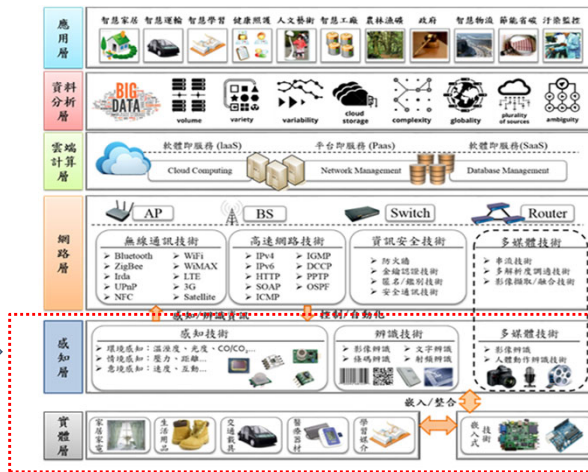 應用層
智慧家居 智慧運輸 智慧學習 健康照護 人文藝術 智慧工廠 農林漁礦 政府 智慧物流 節能省碳 汙染監控
資料分析層
BIG DATA
volume variety variability cloud storage complexity globality plurality of sources ambiguity
雲端計算層
軟體即服務 (IaaS) 平台即服務 (Paas) 軟體即服務(SaaS)
Cloud Computing Network Management Database Management
網路層
AP BS Switch Router
無線通訊技術
Bluetooth WiFi
ZigBee WiMAX
Irda LTE
UPnP 3G
NFC Satellite
高速網路技術
IPv4 IGMP
IPv6 DCCP
HTTP PPTP
SOAP OSPF
ICMP
資訊安全技術
防火牆
金鑰認證技術
匿名/鑑別技術
安全通訊技術
多媒體技術
串流技術
多解析度調適技術
影像擷取/融合技術
感知/辨識資訊 控制/自動化
感知層
感知技術
環境感知：溫溼度、光度、CO/CO₂...
情境感知：壓力、距離...
意境感知：速度、互動...
辨識技術
影像辨識 文字辨識
條碼辨識 射頻辨識
多媒體技術
影像辨識
人體動作辨識技術
嵌入/整合
實體層
家居家電
生活用品
交通載具
醫療器材
學習媒介
嵌入式技術